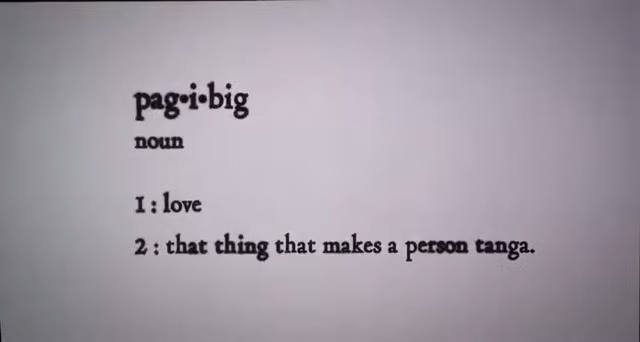 pag•i•big
noun
1 : love
2 : that thing that makes a person tanga.